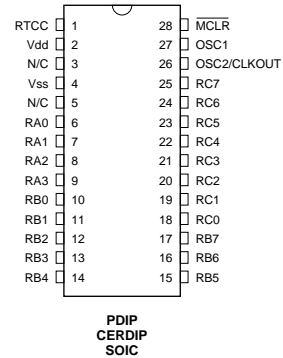 RTCC 1 28 MCLR
Vdd 2 27 OSC1
N/C 3 26 OSC2/CLKOUT
Vss 4 25 RC7
N/C 5 24 RC6
RA0 6 23 RC5
RA1 7 22 RC4
RA2 8 21 RC3
RA3 9 20 RC2
RB0 10 19 RC1
RB1 11 18 RC0
RB2 12 17 RB7
RB3 13 16 RB6
RB4 14 15 RB5
PDIP
CERDIP
SOIC